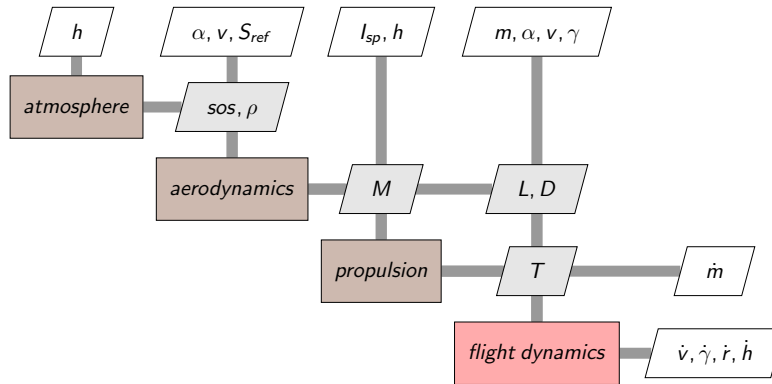 h
α, v, S_ref
I_sp, h
m, α, v, γ
atmosphere
sos, ρ
aerodynamics
M
L, D
propulsion
T
ṁ
flight dynamics
v̇, γ̇, ṙ, ḣ